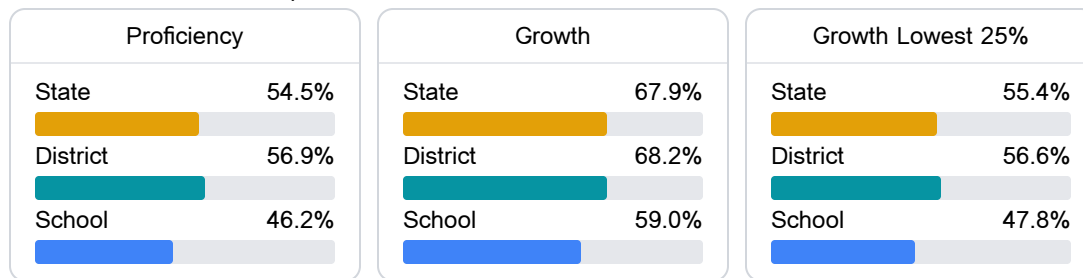 Proficiency
State 54.5%
District 56.9%
School 46.2%
Growth
State 67.9%
District 68.2%
School 59.0%
Growth Lowest 25%
State 55.4%
District 56.6%
School 47.8%